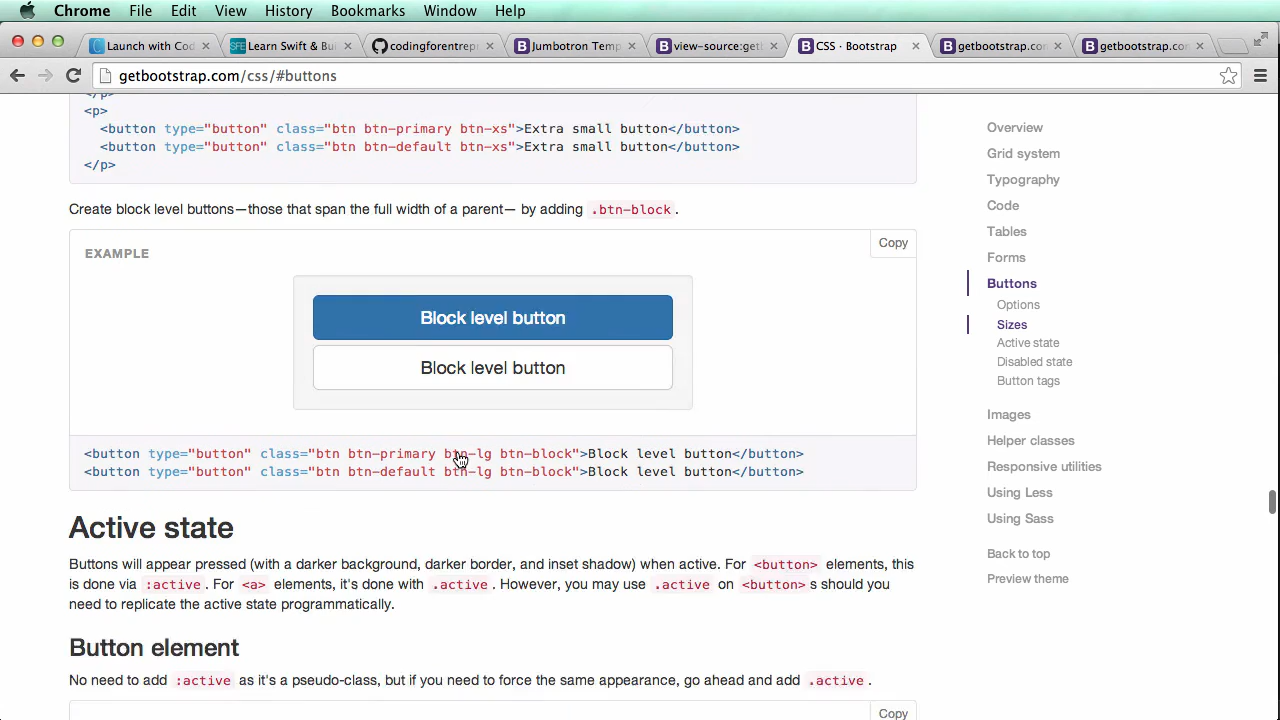 Chrome File Edit View History Bookmarks Window Help
Launch with Cod
Learn Swift & Bui
codingforentrep
Jumbotron Temp
view-source:get
CSS · Bootstrap
getbootstrap.com
getbootstrap.com
getbootstrap.com/css/#buttons
</p>
<p>
<button type="button" class="btn btn-primary btn-xs">Extra small button</button>
<button type="button" class="btn btn-default btn-xs">Extra small button</button>
</p>
Create block level buttons—those that span the full width of a parent— by adding .btn-block.
EXAMPLE
Copy
Block level button
Block level button
<button type="button" class="btn btn-primary btn-lg btn-block">Block level button</button>
<button type="button" class="btn btn-default btn-lg btn-block">Block level button</button>
Active state
Buttons will appear pressed (with a darker background, darker border, and inset shadow) when active. For <button> elements, this
is done via :active. For <a> elements, it's done with .active. However, you may use .active on <button>s should you
need to replicate the active state programmatically.
Button element
No need to add :active as it's a pseudo-class, but if you need to force the same appearance, go ahead and add .active.
Copy
Overview
Grid system
Typography
Code
Tables
Forms
Buttons
Options
Sizes
Active state
Disabled state
Button tags
Images
Helper classes
Responsive utilities
Using Less
Using Sass
Back to top
Preview theme